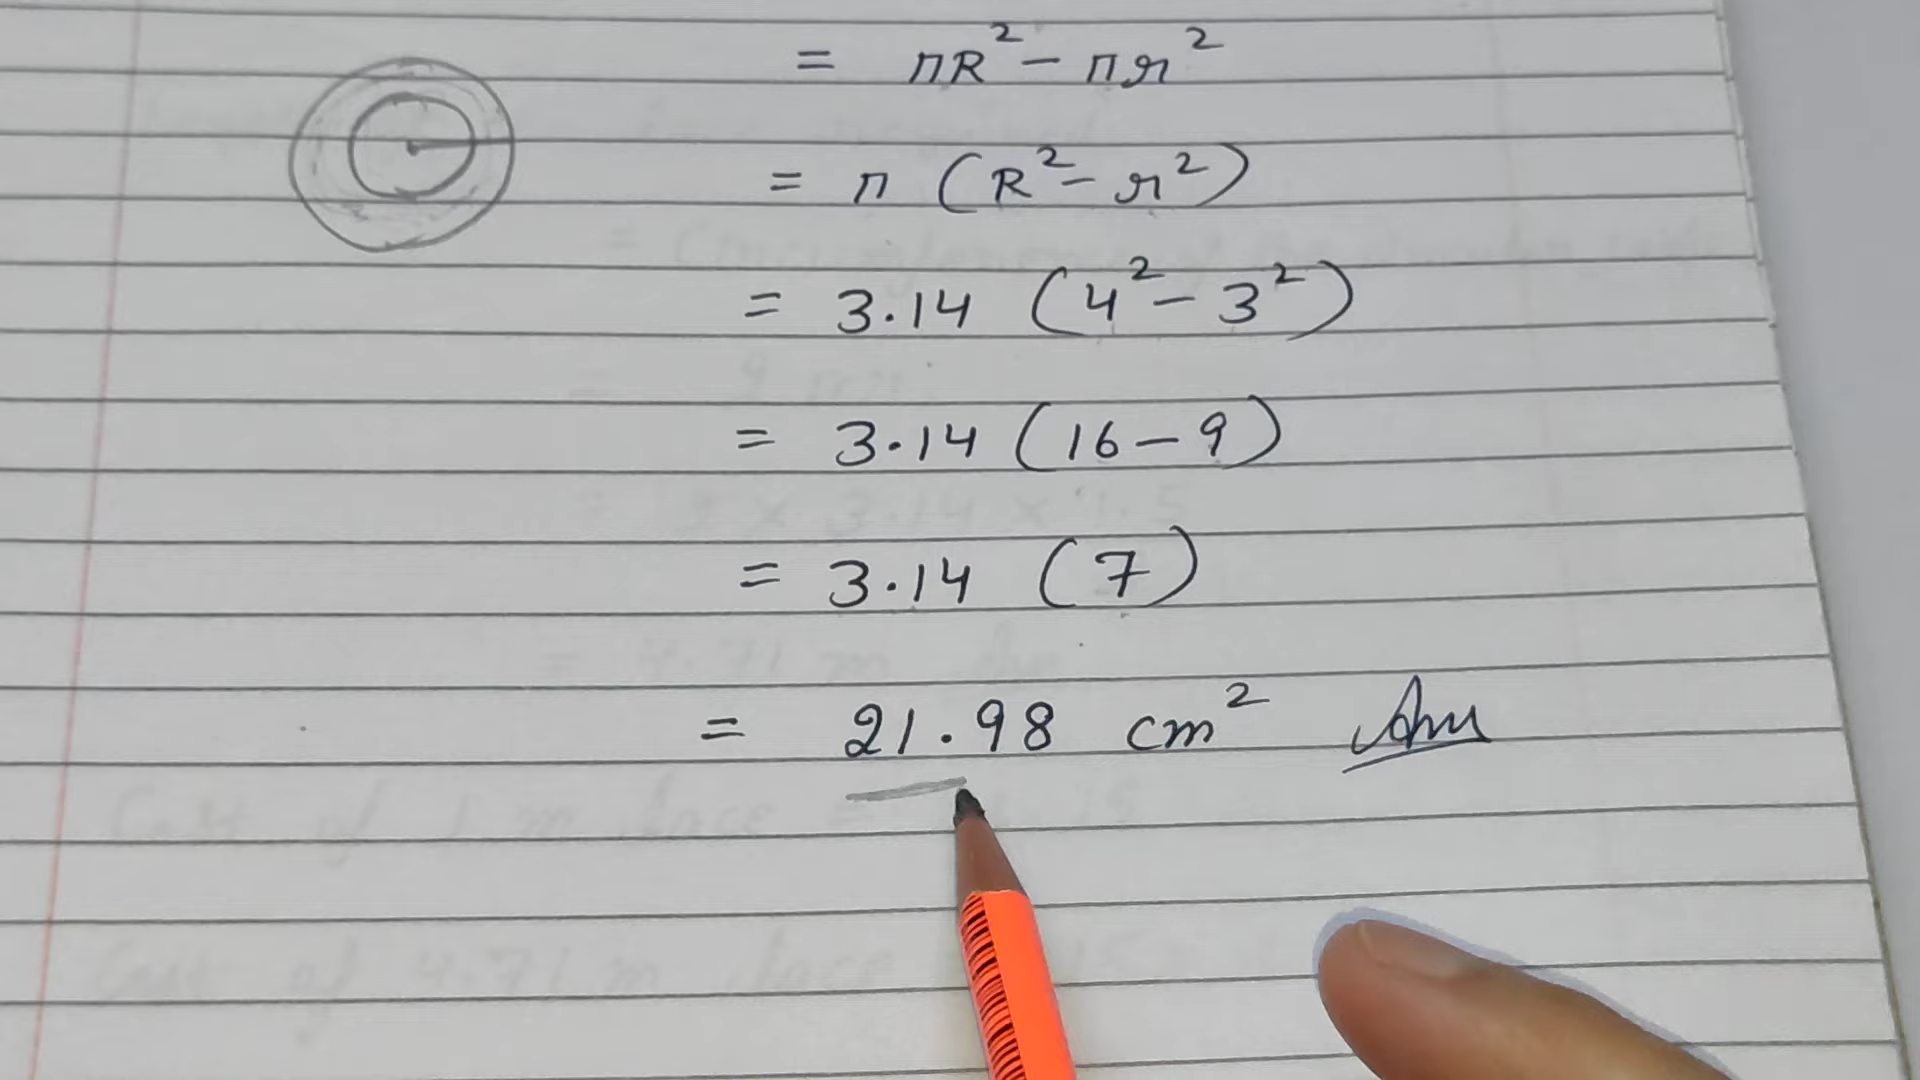 = πR² - πr²
= π (R² - r²)
= 3.14 (4² - 3²)
= 3.14 (16 - 9)
= 3.14 (7)
= 21.98 cm² Ans